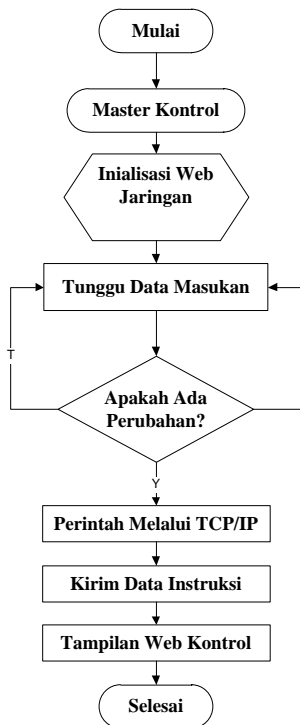 Mulai
Master Kontrol
Inialisasi Web
Jaringan
Tunggu Data Masukan
T
Apakah Ada
Perubahan?
Y
Perintah Melalui TCP/IP
Kirim Data Instruksi
Tampilan Web Kontrol
Selesai